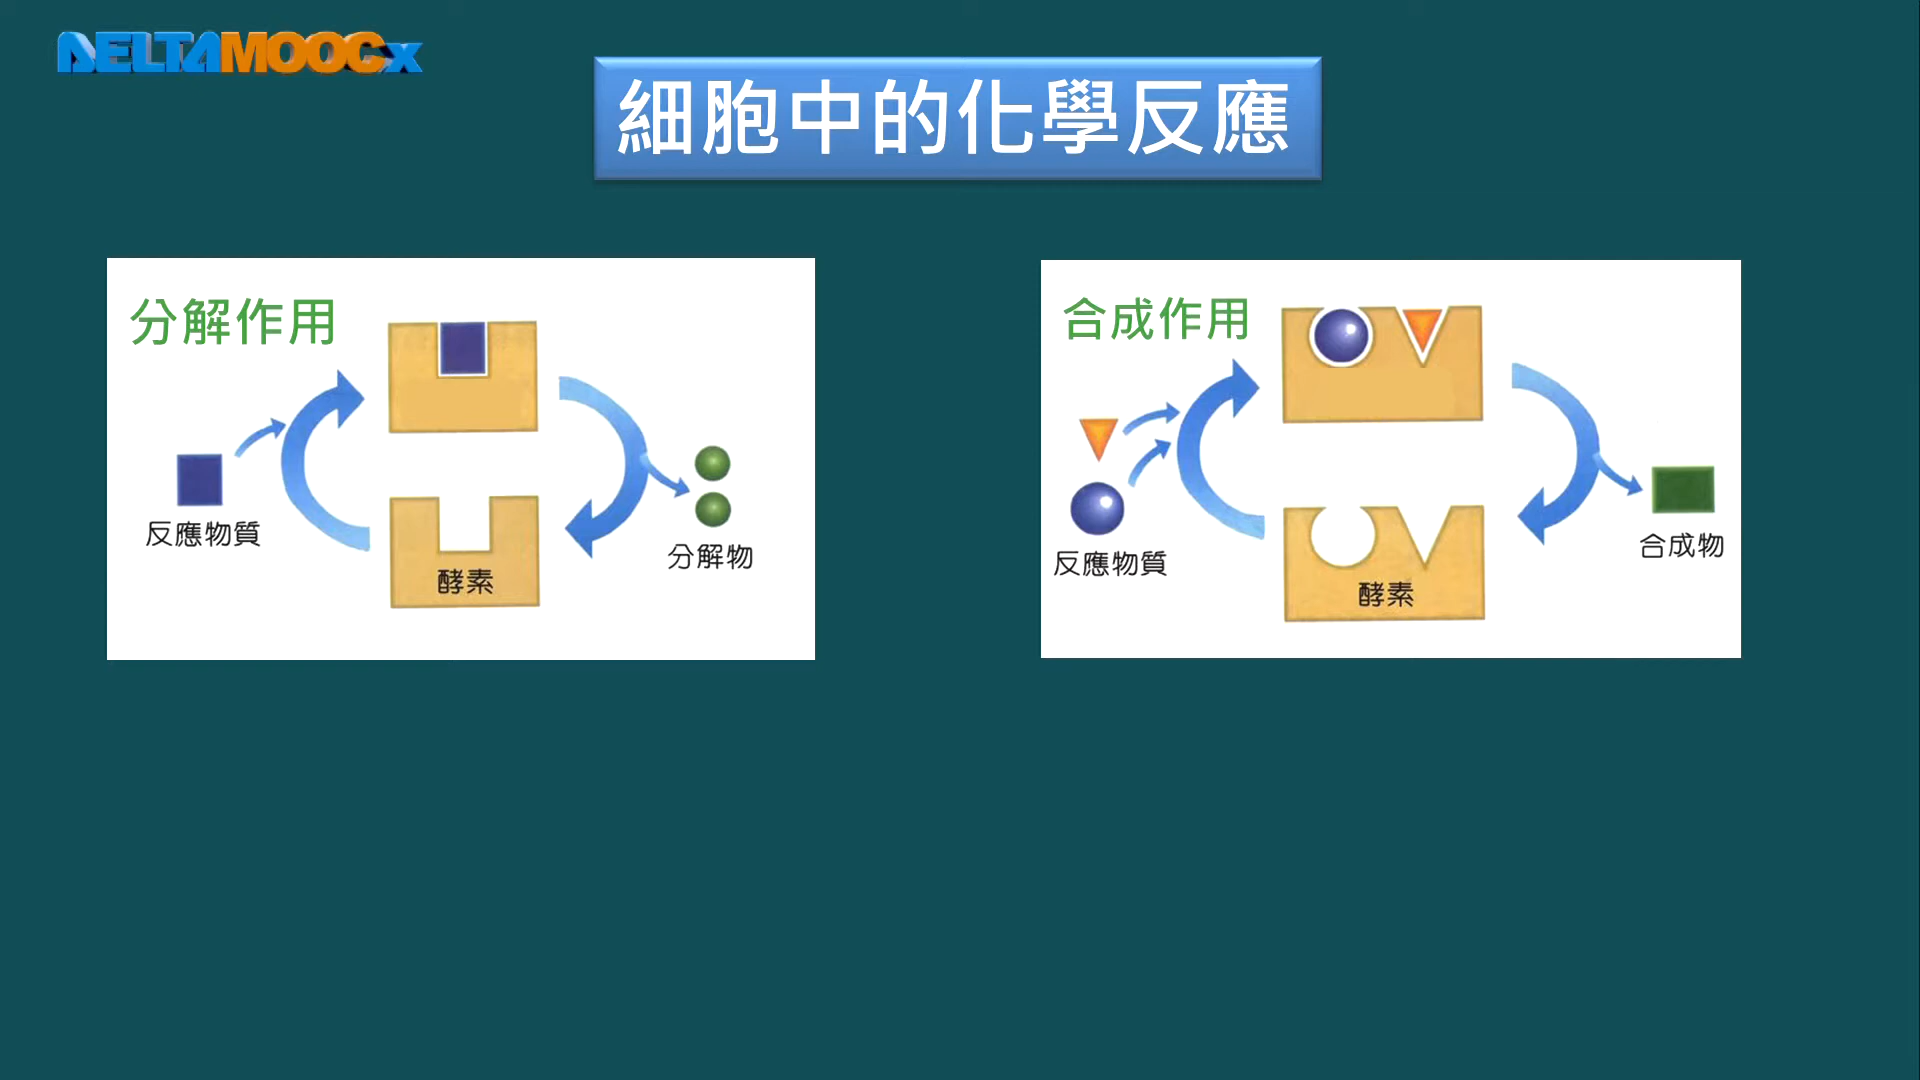 DELTAMOOCx
細胞中的化學反應
分解作用
反應物質
酵素
分解物
合成作用
反應物質
酵素
合成物